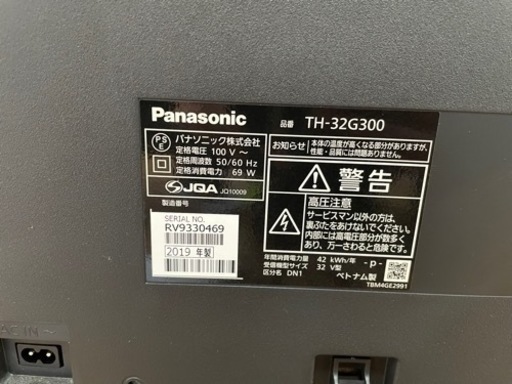 Panasonic
品番 TH-32G300
PS
E
パナソニック株式会社
定格電圧 100 V～
定格周波数 50/60 Hz
定格消費電力 69 W
JQA JQ10009
製造番号
SERIAL NO.
RV9330469
2019 年製
お知らせ
本体の温度が高くなる部分がありますが、
性能・品質には問題ありません。
警告
高圧注意
サービスマン以外の方は、
裏ぶたをあけないでください。
内部には高電圧部分が数多く
あり、万一さわると危険です。
年間消費電力量 42 kWh/年
受信機型サイズ 32 V型
区分名 DN1
-p-
ベトナム製
TBM4GE2991
AC IN～